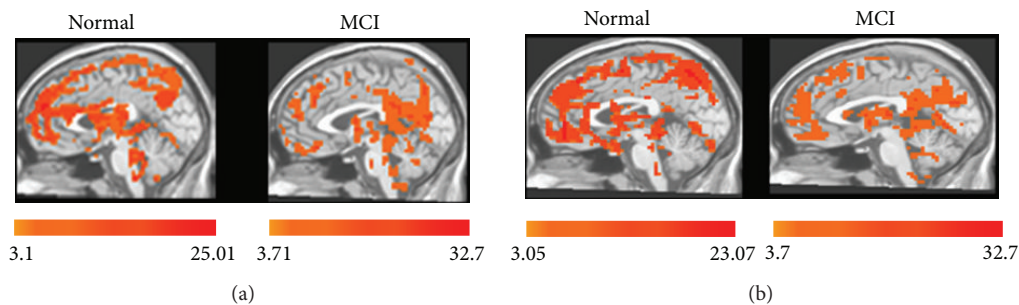 Normal
MCI
Normal
MCI
3.1
25.01
3.71
32.7
3.05
23.07
3.7
32.7
(a)
(b)